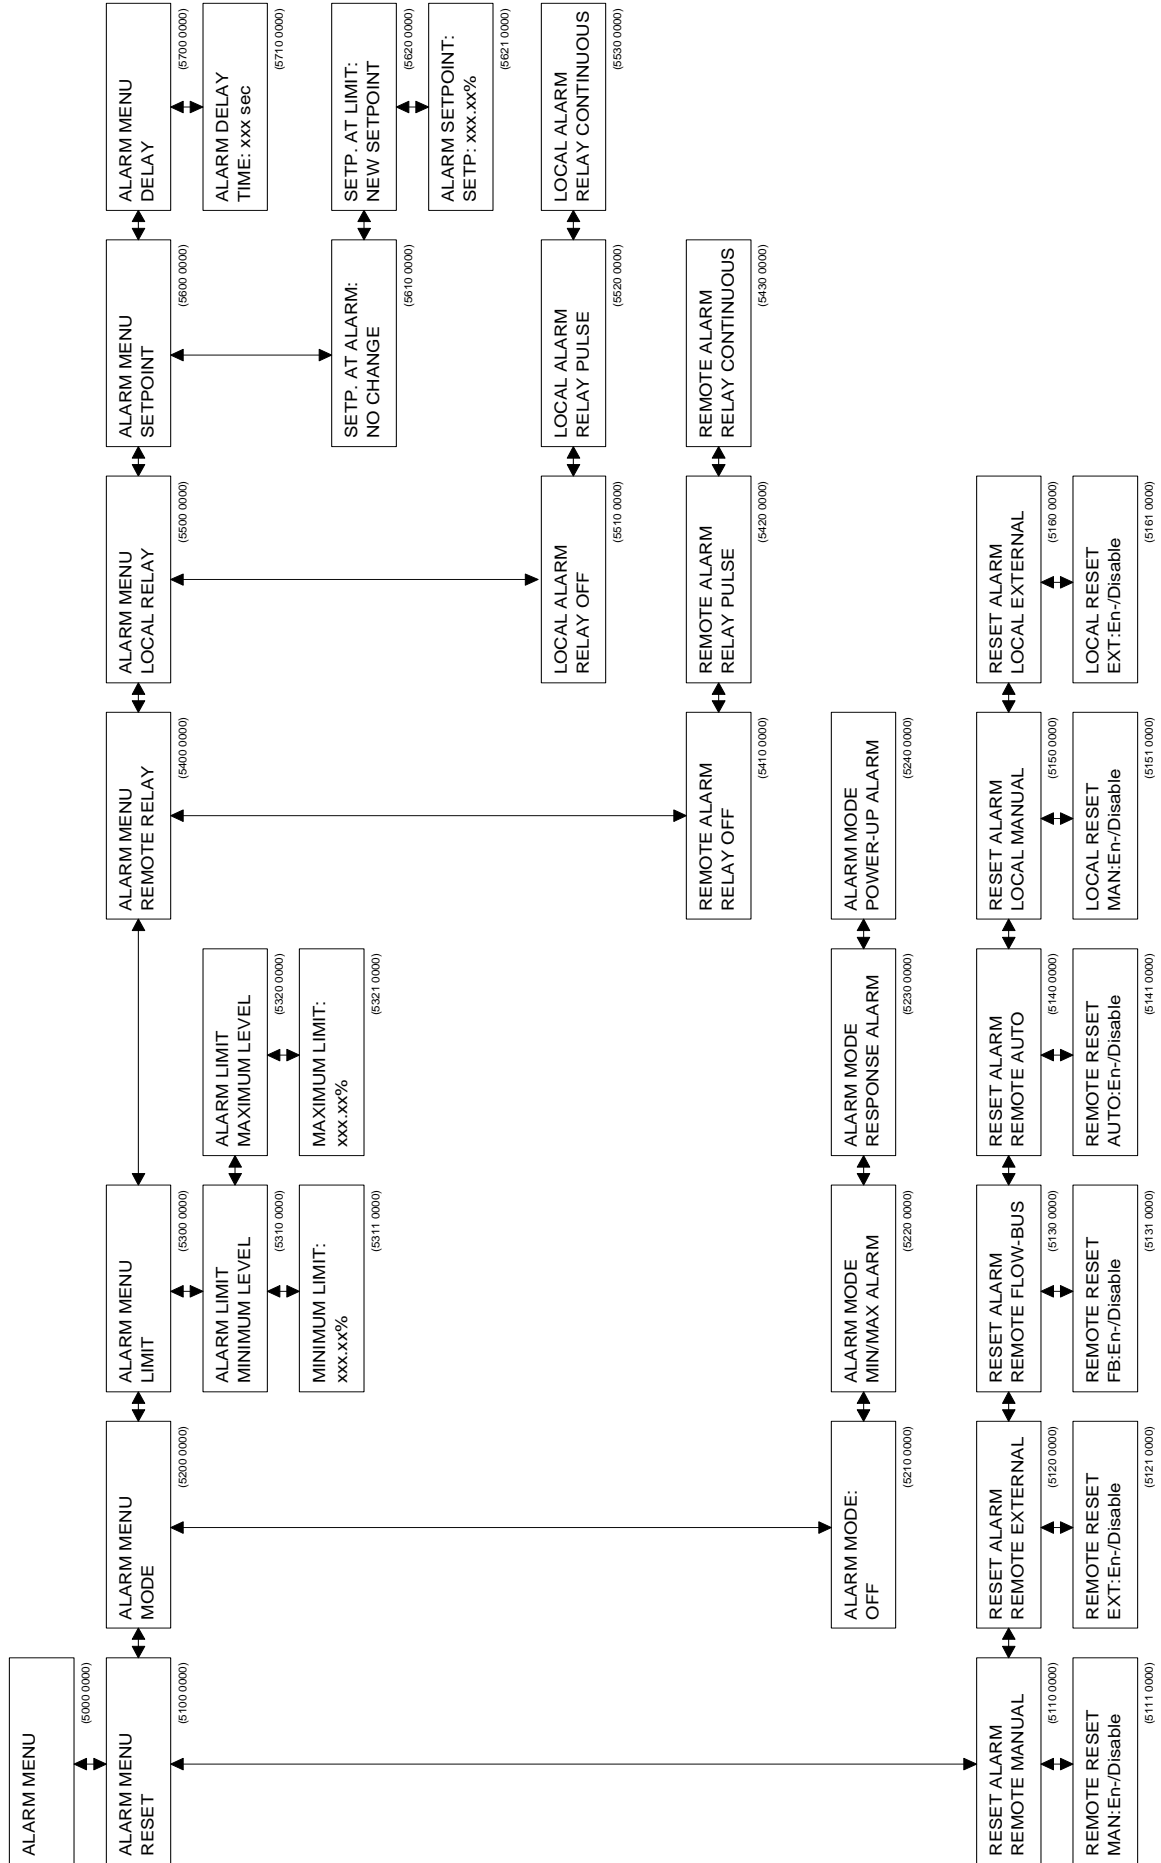 ALARM MENU
(5000 0000)
ALARM MENU
RESET
(5100 0000)
ALARM MENU
MODE
(5200 0000)
ALARM MENU
LIMIT
(5300 0000)
ALARM MENU
REMOTE RELAY
(5400 0000)
ALARM MENU
LOCAL RELAY
(5500 0000)
ALARM MENU
SETPOINT
(5600 0000)
ALARM MENU
DELAY
(5700 0000)
ALARM LIMIT
MINIMUM LEVEL
(5310 0000)
ALARM LIMIT
MAXIMUM LEVEL
(5320 0000)
ALARM DELAY
TIME: xxx sec
(5710 0000)
MINIMUM LIMIT:
xxx.xx%
(5311 0000)
MAXIMUM LIMIT:
xxx.xx%
(5321 0000)
SETP. AT ALARM:
NO CHANGE
(5610 0000)
SETP. AT LIMIT:
NEW SETPOINT
(5620 0000)
ALARM SETPOINT:
SETP: xxx.xx%
(5621 0000)
LOCAL ALARM
RELAY OFF
(5510 0000)
LOCAL ALARM
RELAY PULSE
(5520 0000)
LOCAL ALARM
RELAY CONTINUOUS
(5530 0000)
REMOTE ALARM
RELAY OFF
(5410 0000)
REMOTE ALARM
RELAY PULSE
(5420 0000)
REMOTE ALARM
RELAY CONTINUOUS
(5430 0000)
ALARM MODE:
OFF
(5210 0000)
ALARM MODE
MIN/MAX ALARM
(5220 0000)
ALARM MODE
RESPONSE ALARM
(5230 0000)
ALARM MODE
POWER-UP ALARM
(5240 0000)
RESET ALARM
REMOTE MANUAL
(5110 0000)
RESET ALARM
REMOTE EXTERNAL
(5120 0000)
RESET ALARM
REMOTE FLOW-BUS
(5130 0000)
RESET ALARM
REMOTE AUTO
(5140 0000)
RESET ALARM
LOCAL MANUAL
(5150 0000)
RESET ALARM
LOCAL EXTERNAL
(5160 0000)
REMOTE RESET
MAN:En-/Disable
(5111 0000)
REMOTE RESET
EXT:En-/Disable
(5121 0000)
REMOTE RESET
FB:En-/Disable
(5131 0000)
REMOTE RESET
AUTO:En-/Disable
(5141 0000)
LOCAL RESET
MAN:En-/Disable
(5151 0000)
LOCAL RESET
EXT:En-/Disable
(5161 0000)